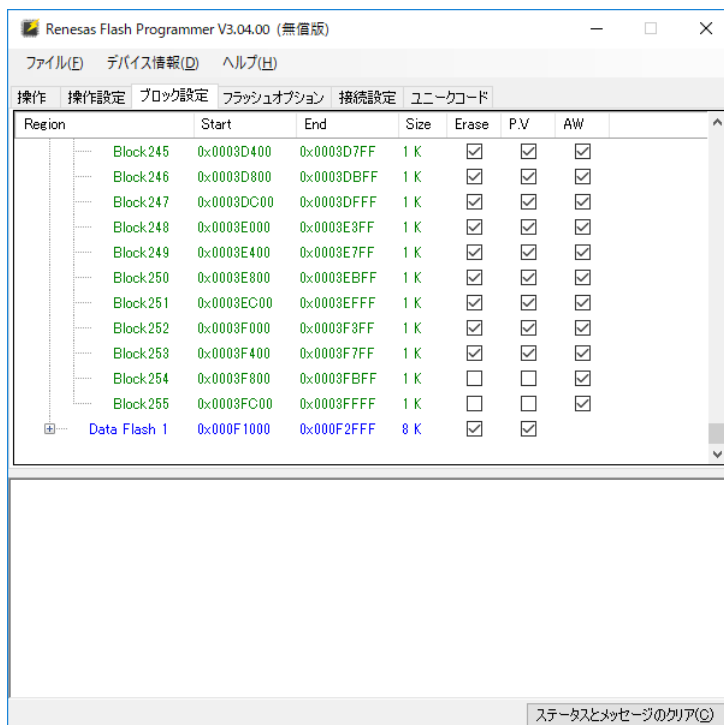 Renesas Flash Programmer V3.04.00 (無償版)
ファイル(F) デバイス情報(D) ヘルプ(H)
操作 操作設定 ブロック設定 フラッシュオプション 接続設定 ユニークコード
Region Start End Size Erase P.V AW
Block245 0x0003D400 0x0003D7FF 1 K
Block246 0x0003D800 0x0003DBFF 1 K
Block247 0x0003DC00 0x0003DFFF 1 K
Block248 0x0003E000 0x0003E3FF 1 K
Block249 0x0003E400 0x0003E7FF 1 K
Block250 0x0003E800 0x0003EBFF 1 K
Block251 0x0003EC00 0x0003EFFF 1 K
Block252 0x0003F000 0x0003F3FF 1 K
Block253 0x0003F400 0x0003F7FF 1 K
Block254 0x0003F800 0x0003FBFF 1 K
Block255 0x0003FC00 0x0003FFFF 1 K
Data Flash 1 0x000F1000 0x000F2FFF 8 K
ステータスとメッセージのクリア(C)